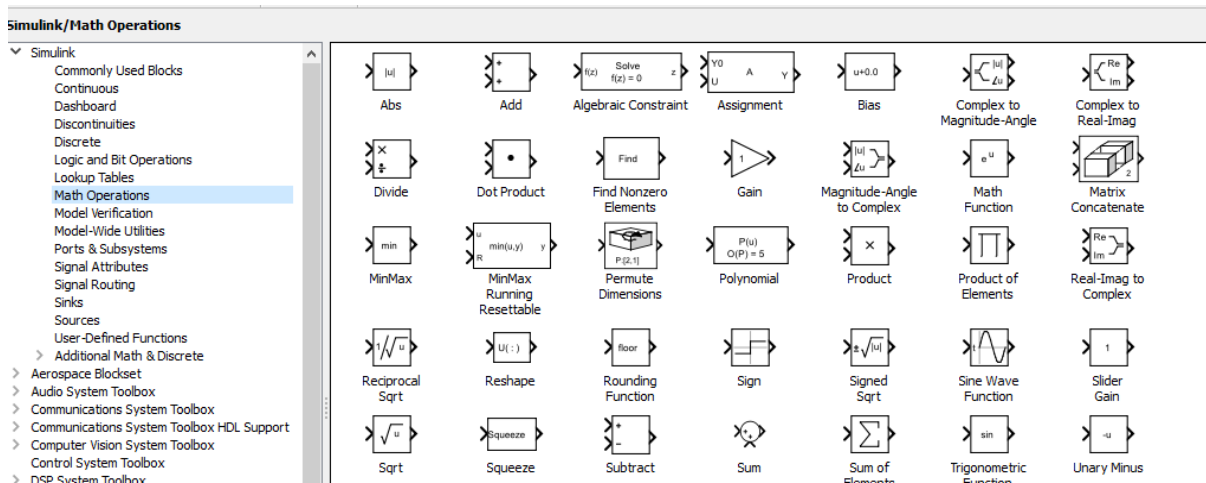 Simulink/Math Operations
Simulink
Commonly Used Blocks
Continuous
Dashboard
Discontinuities
Discrete
Logic and Bit Operations
Lookup Tables
Math Operations
Model Verification
Model-Wide Utilities
Ports & Subsystems
Signal Attributes
Signal Routing
Sinks
Sources
User-Defined Functions
Additional Math & Discrete
Aerospace Blockset
Audio System Toolbox
Communications System Toolbox
Communications System Toolbox HDL Support
Computer Vision System Toolbox
Control System Toolbox
DSP System Toolbox
|u|
+
+
f(z) Solve z
f(z) = 0
Y0
A Y
U
u+0.0
|u|
∠u
Re
Im
Abs
Add
Algebraic Constraint
Assignment
Bias
Complex to
Magnitude-Angle
Complex to
Real-Imag
×
÷
Find
1
|u|
∠u
e^u
2
Divide
Dot Product
Find Nonzero
Elements
Gain
Magnitude-Angle
to Complex
Math
Function
Matrix
Concatenate
min
u
min(u,y) y
R
P:[2,1]
P(u)
O(P) = 5
×
∏
Re
Im
MinMax
MinMax
Running
Resettable
Permute
Dimensions
Polynomial
Product
Product of
Elements
Real-Imag to
Complex
1/√u
U( : )
floor
±√|u|
t
1
Reciprocal
Sqrt
Reshape
Rounding
Function
Sign
Signed
Sqrt
Sine Wave
Function
Slider
Gain
√u
Squeeze
+
−
+
+
∑
sin
-u
Sqrt
Squeeze
Subtract
Sum
Sum of
Elements
Trigonometric
Function
Unary Minus